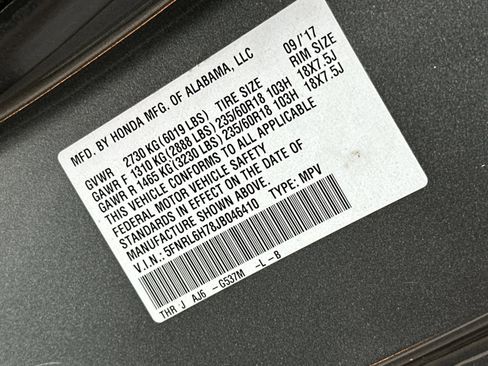 MFD. BY HONDA MFG. OF ALABAMA, LLC 09/'17
GVWR 2730 KG(6019 LBS) TIRE SIZE RIM SIZE
GAWR F 1310 KG(2888 LBS) 235/60R18 103H 18X7.5J
GAWR R 1465 KG(3230 LBS) 235/60R18 103H 18X7.5J
THIS VEHICLE CONFORMS TO ALL APPLICABLE
FEDERAL MOTOR VEHICLE SAFETY
STANDARDS IN EFFECT ON THE DATE OF
MANUFACTURE SHOWN ABOVE.
V.I.N.: 5FNRL6H78JB046410 TYPE: MPV
THR :J AJ6 -G537M -L -B